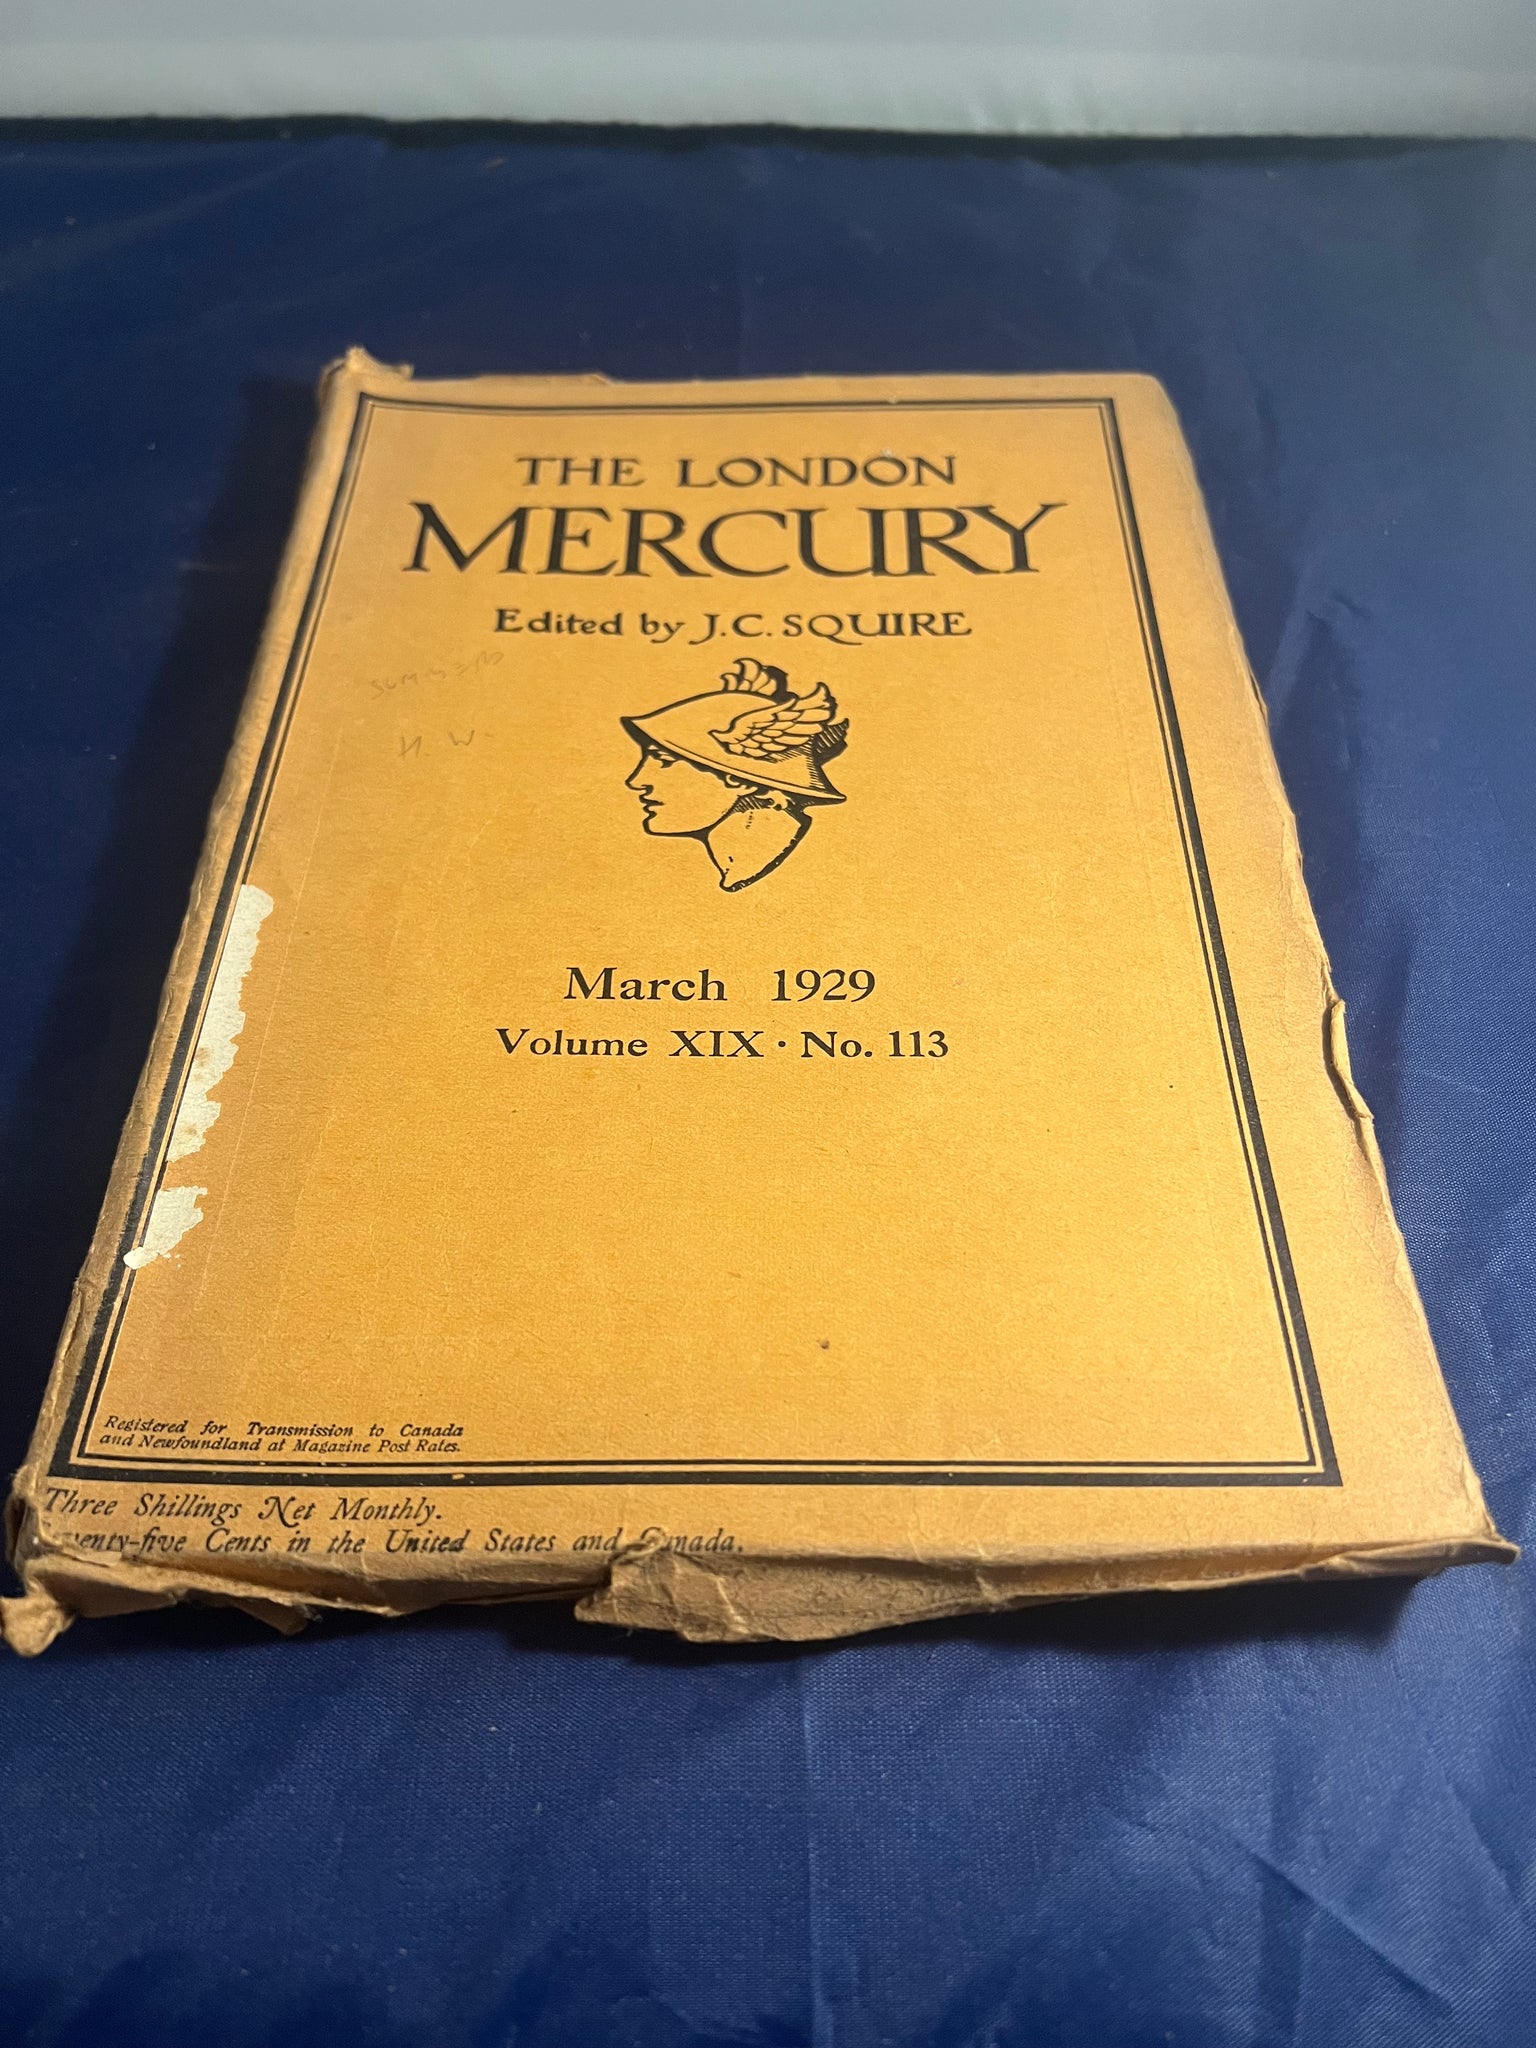 THE LONDON
MERCURY
Edited by J.C. SQUIRE
H. W.
March 1929
Volume XIX · No. 113
Registered for Transmission to Canada
and Newfoundland at Magazine Post Rates.
Three Shillings Net Monthly.
Cents in the United States and